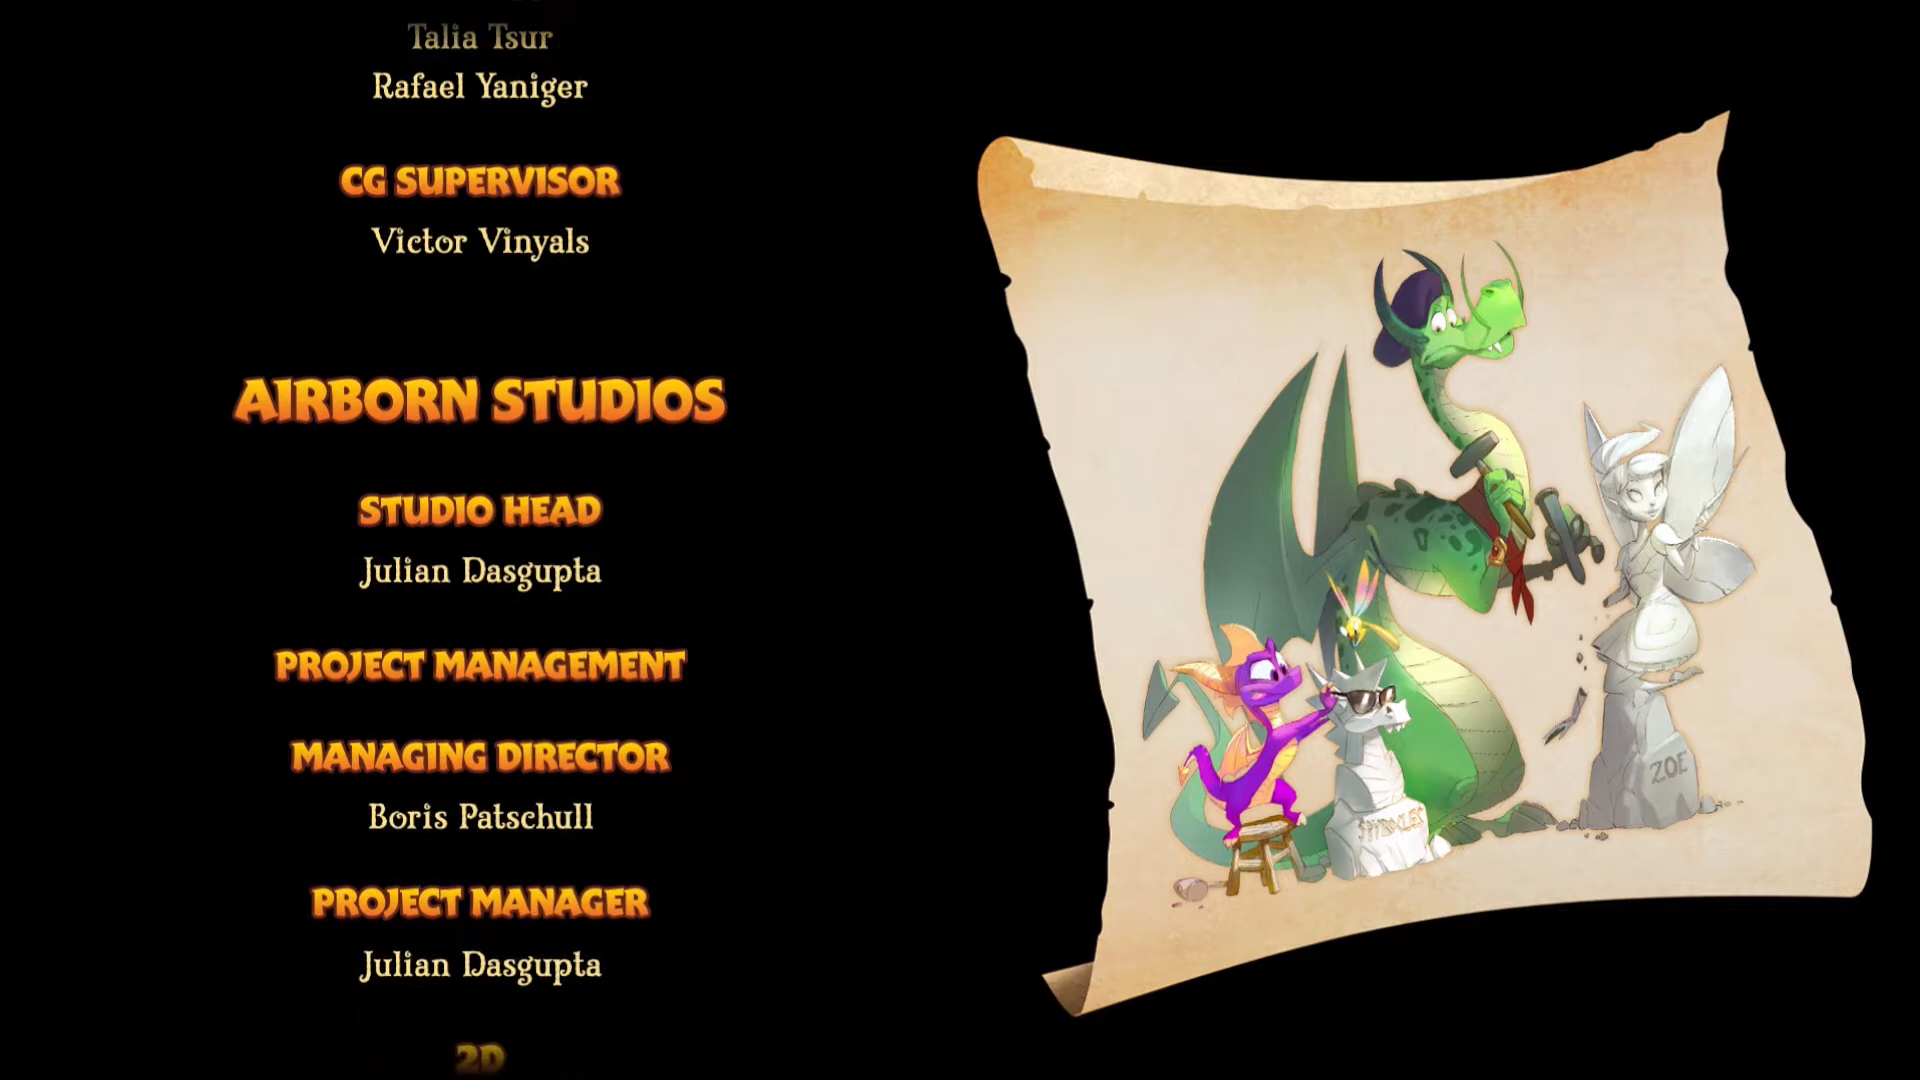 Talia Tsur
Rafael Yaniger
CG SUPERVISOR
Victor Vinyals
AIRBORN STUDIOS
STUDIO HEAD
Julian Dasgupta
PROJECT MANAGEMENT
MANAGING DIRECTOR
Boris Patschull
PROJECT MANAGER
Julian Dasgupta
2D
ZOE